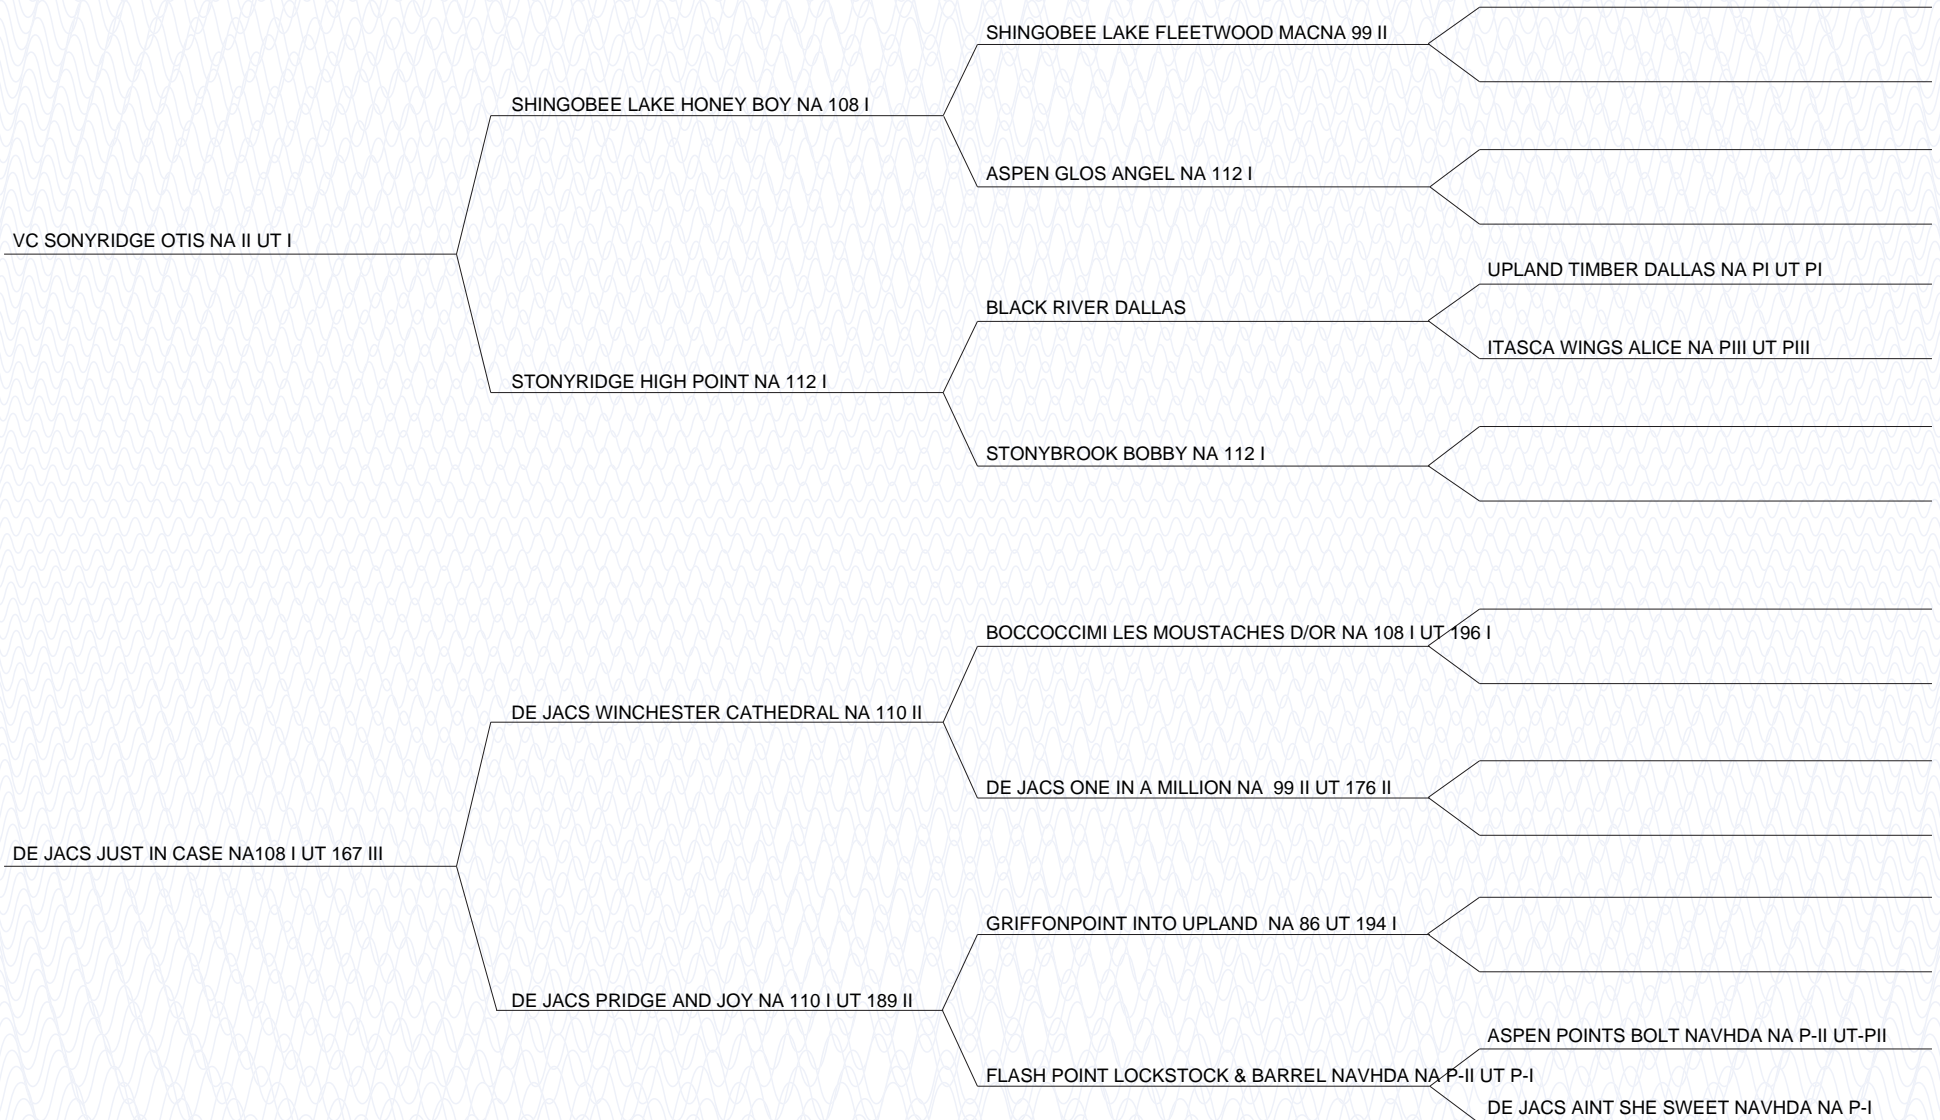 SHINGOBEE LAKE FLEETWOOD MACNA 99 II
SHINGOBEE LAKE HONEY BOY NA 108 I
ASPEN GLOS ANGEL NA 112 I
VC SONYRIDGE OTIS NA II UT I
UPLAND TIMBER DALLAS NA PI UT PI
BLACK RIVER DALLAS
ITASCA WINGS ALICE NA PIII UT PIII
STONYRIDGE HIGH POINT NA 112 I
STONYBROOK BOBBY NA 112 I
BOCCOCCIMI LES MOUSTACHES D/OR NA 108 I UT 196 I
DE JACS WINCHESTER CATHEDRAL NA 110 II
DE JACS ONE IN A MILLION NA  99 II UT 176 II
DE JACS JUST IN CASE NA108 I UT 167 III
GRIFFONPOINT INTO UPLAND  NA 86 UT 194 I
DE JACS PRIDGE AND JOY NA 110 I UT 189 II
ASPEN POINTS BOLT NAVHDA NA P-II UT-PII
FLASH POINT LOCKSTOCK & BARREL NAVHDA NA P-II UT P-I
DE JACS AINT SHE SWEET NAVHDA NA P-I